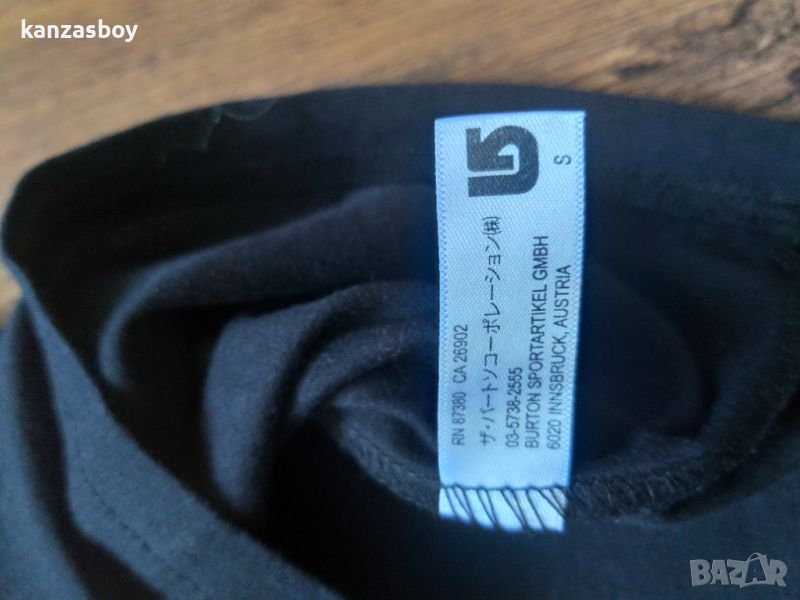 kanzasboy
S
RN 87380 CA 26902
ザ・バートンコーポレーション(株)
03-5738-2555
BURTON SPORTARTIKEL GMBH
6020 INNSBRUCK, AUSTRIA
BAZAR